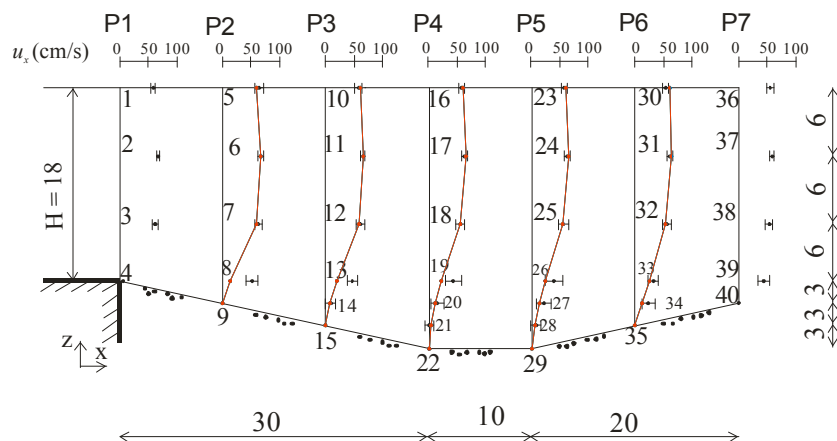 P1 P2 P3 P4 P5 P6 P7
u_x (cm/s) 0 50 100 0 50 100 0 50 100 0 50 100 0 50 100 0 50 100 0 50 100
1 5 10 16 23 30 36
2 6 11 17 24 31 37 6
H = 18
3 7 12 18 25 32 38 6
4 8 13 19 26 33 39 6
9 14 20 27 34 40 3
15 21 28 35 3
22 29 3
z
x
30 10 20